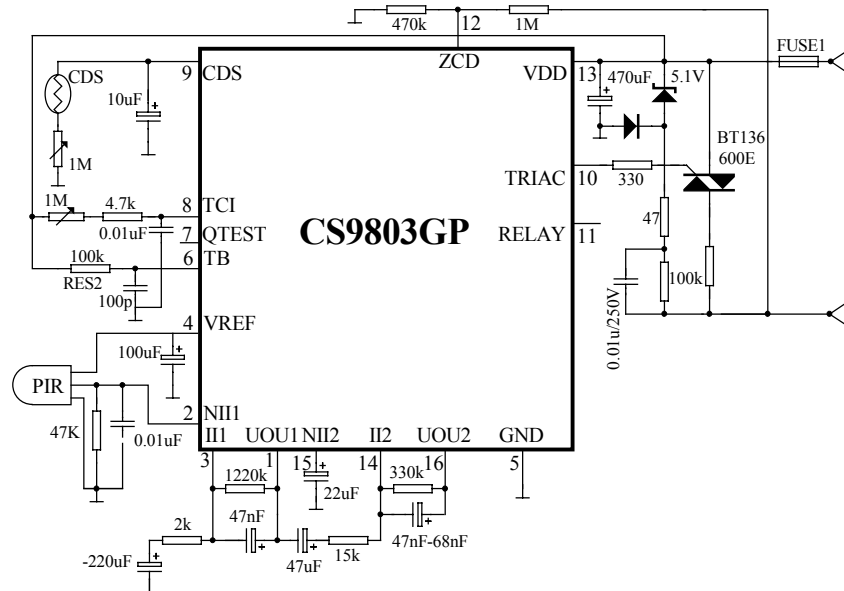 470k
12
1M
ZCD
FUSE1
CDS
9 CDS
VDD 13
470uF
5.1V
10uF
1M
BT136
600E
TRIAC 10
330
1M
4.7k
8 TCI
0.01uF
7 QTEST
CS9803GP
RELAY 11
47
100k
RES2
6 TB
100k
100p
0.01u/250V
4 VREF
100uF
PIR
2 NII1
47K
0.01uF
II1 UOU1 NII2 II2 UOU2 GND
3 1 15 14 16 5
1220k
22uF
330k
2k
47nF
47uF
15k
47nF-68nF
-220uF